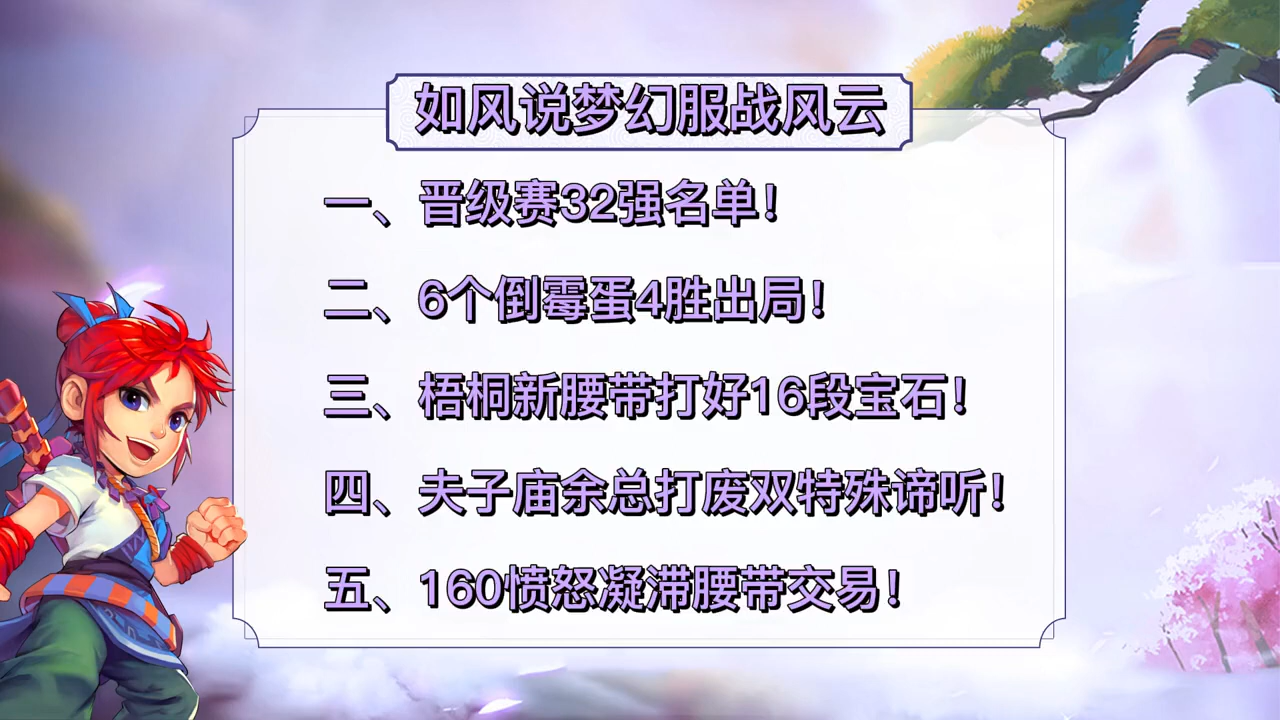 如风说梦幻服战风云
一、晋级赛32强名单！
二、6个倒霉蛋4胜出局！
三、梧桐新腰带打好16段宝石！
四、夫子庙余总打废双特殊谛听！
五、160愤怒凝滞腰带交易！